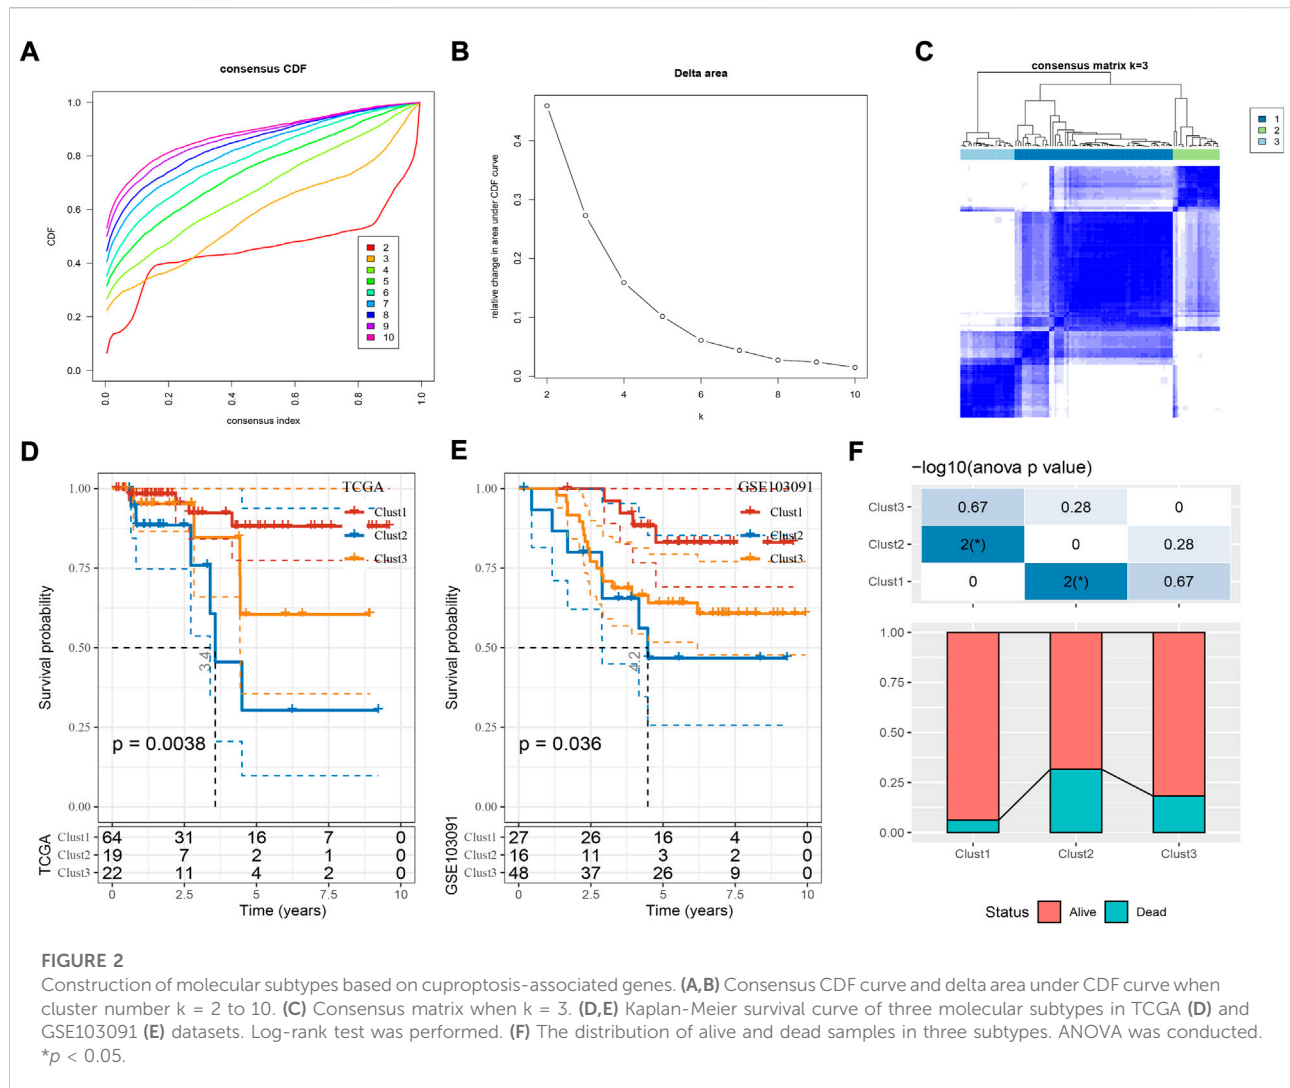 A
consensus CDF
CDF
1.0
0.8
0.6
0.4
0.2
0.0
2
3
4
5
6
7
8
9
10
0.0
0.2
0.4
0.6
0.8
1.0
consensus index
B
Delta area
relative change in area under CDF curve
0.4
0.3
0.2
0.1
0.0
2
4
6
8
10
k
C
consensus matrix k=3
1
2
3
D
TCGA
Clust1
Clust2
Clust3
Survival probability
1.00
0.75
0.50
0.25
0.00
3.4
p = 0.0038
TCGA
Clust1 64 31 16 7 0
Clust2 19 7 2 1 0
Clust3 22 11 4 2 0
0 2.5 5 7.5 10
Time (years)
E
GSE103091
Clust1
Clust2
Clust3
Survival probability
1.00
0.75
0.50
0.25
0.00
4.2
p = 0.036
GSE103091
Clust1 27 26 16 4 0
Clust2 16 11 3 2 0
Clust3 48 37 26 9 0
0 2.5 5 7.5 10
Time (years)
F
−log10(anova p value)
Clust3 0.67 0.28 0
Clust2 2(*) 0 0.28
Clust1 0 2(*) 0.67
1.00
0.75
0.50
0.25
0.00
Clust1 Clust2 Clust3
Status Alive Dead
FIGURE 2
Construction of molecular subtypes based on cuproptosis-associated genes. (A,B) Consensus CDF curve and delta area under CDF curve when
cluster number k = 2 to 10. (C) Consensus matrix when k = 3. (D,E) Kaplan-Meier survival curve of three molecular subtypes in TCGA (D) and
GSE103091 (E) datasets. Log-rank test was performed. (F) The distribution of alive and dead samples in three subtypes. ANOVA was conducted.
*p < 0.05.